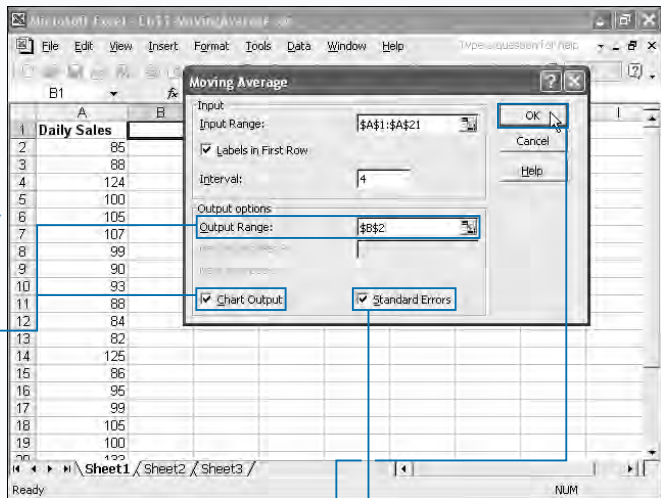 Microsoft Excel - Ch11 MovingAverage
File Edit View Insert Format Tools Data Window Help Type a question for help
B1 fx
Moving Average
Input
Input Range: $A$1:$A$21
Labels in First Row
Interval: 4
Output options
Output Range: $B$2
Chart Output
Standard Errors
OK
Cancel
Help
A B I
1 Daily Sales
2 85
3 88
4 124
5 100
6 105
7 107
8 99
9 90
10 93
11 88
12 84
13 82
14 125
15 86
16 95
17 99
18 105
19 100
Sheet1 Sheet2 Sheet3
Ready NUM